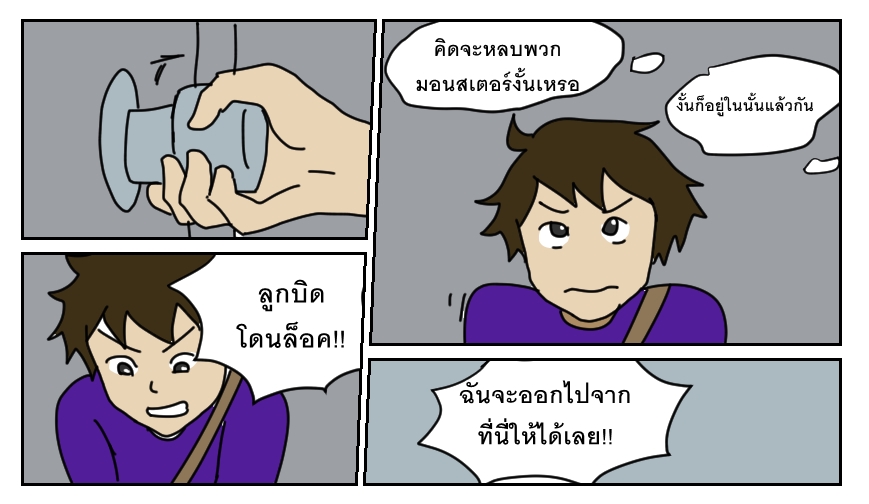 คิดจะหลบพวก
มอนสเตอร์งั้นเหรอ
งั้นก็อยู่ในนั้นแล้วกัน
ลูกบิด
โดนล็อค!!
ฉันจะออกไปจาก
ที่นี่ให้ได้เลย!!